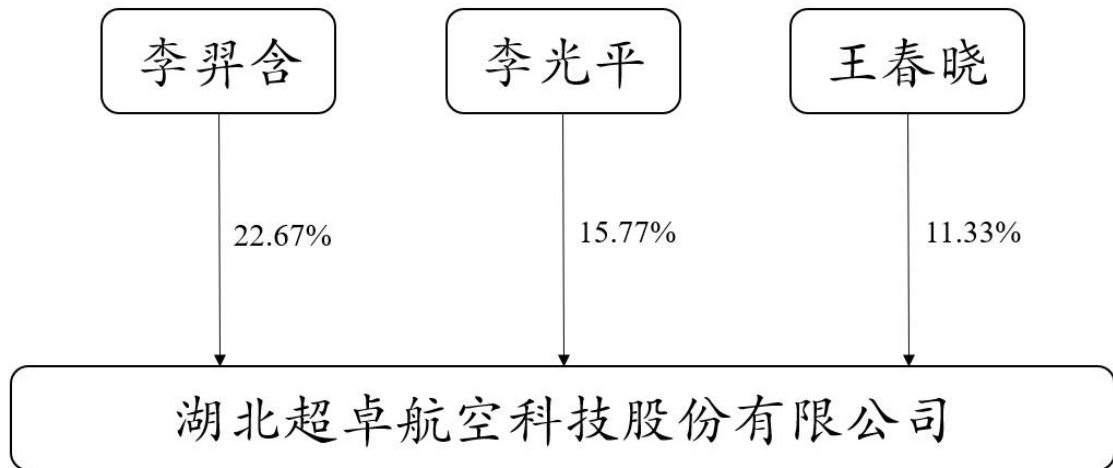 李羿含 李光平 王春晓
22.67% 15.77% 11.33%
湖北超卓航空科技股份有限公司